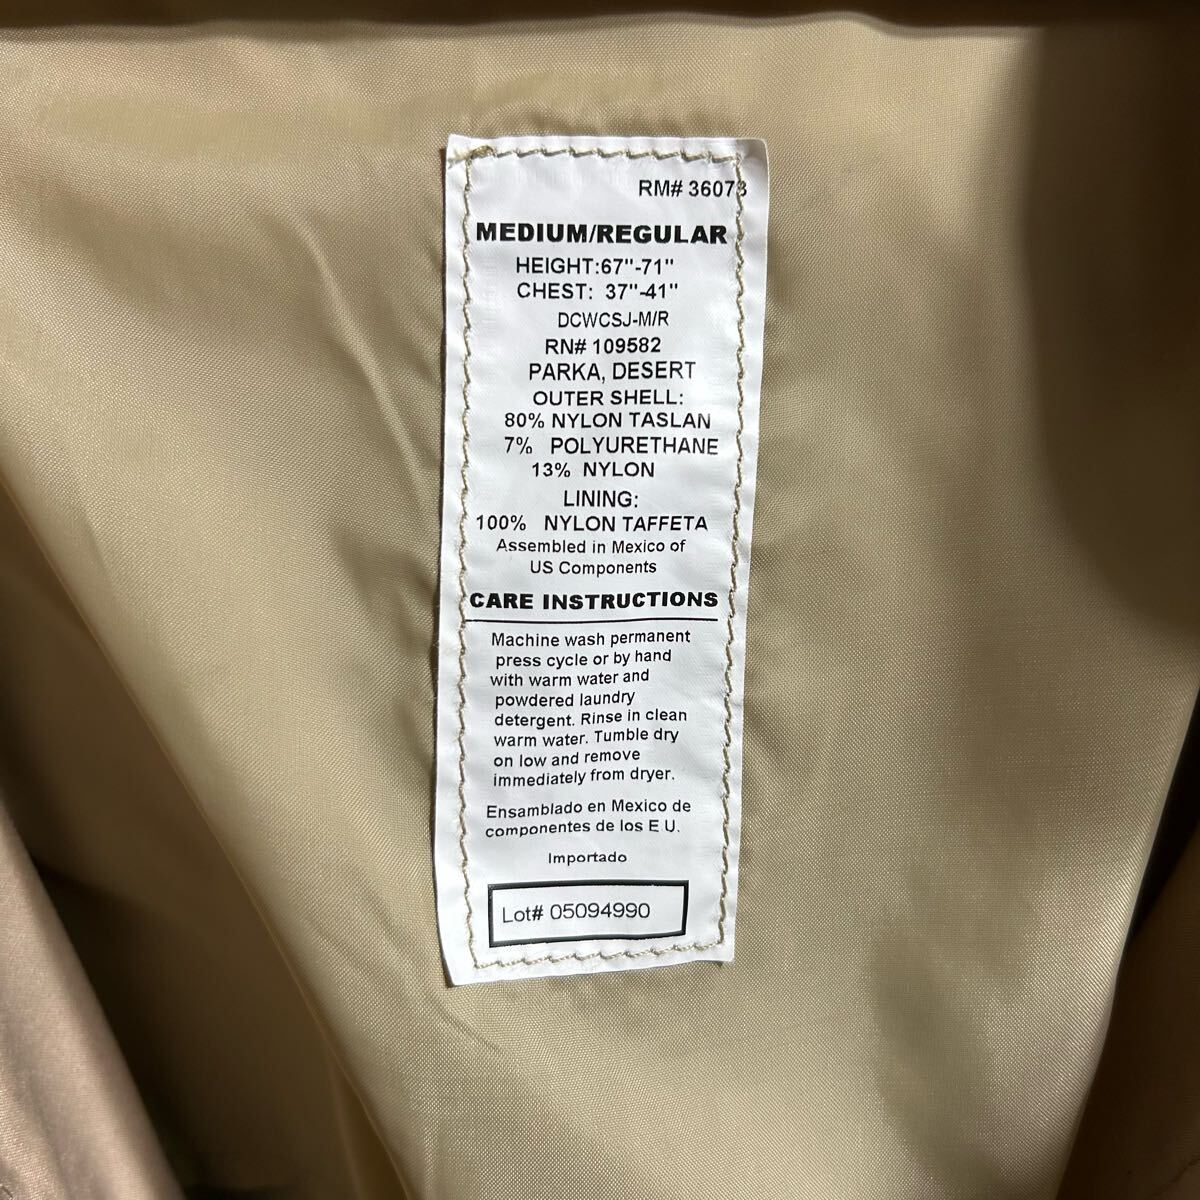 RM# 36073
MEDIUM/REGULAR
HEIGHT:67"-71"
CHEST: 37"-41"
DCWCSJ-M/R
RN# 109582
PARKA, DESERT
OUTER SHELL:
80% NYLON TASLAN
7% POLYURETHANE
13% NYLON
LINING:
100% NYLON TAFFETA
Assembled in Mexico of
US Components
CARE INSTRUCTIONS
Machine wash permanent
press cycle or by hand
with warm water and
powdered laundry
detergent. Rinse in clean
warm water. Tumble dry
on low and remove
immediately from dryer.
Ensamblado en Mexico de
componentes de los E.U.
Importado
Lot# 05094990